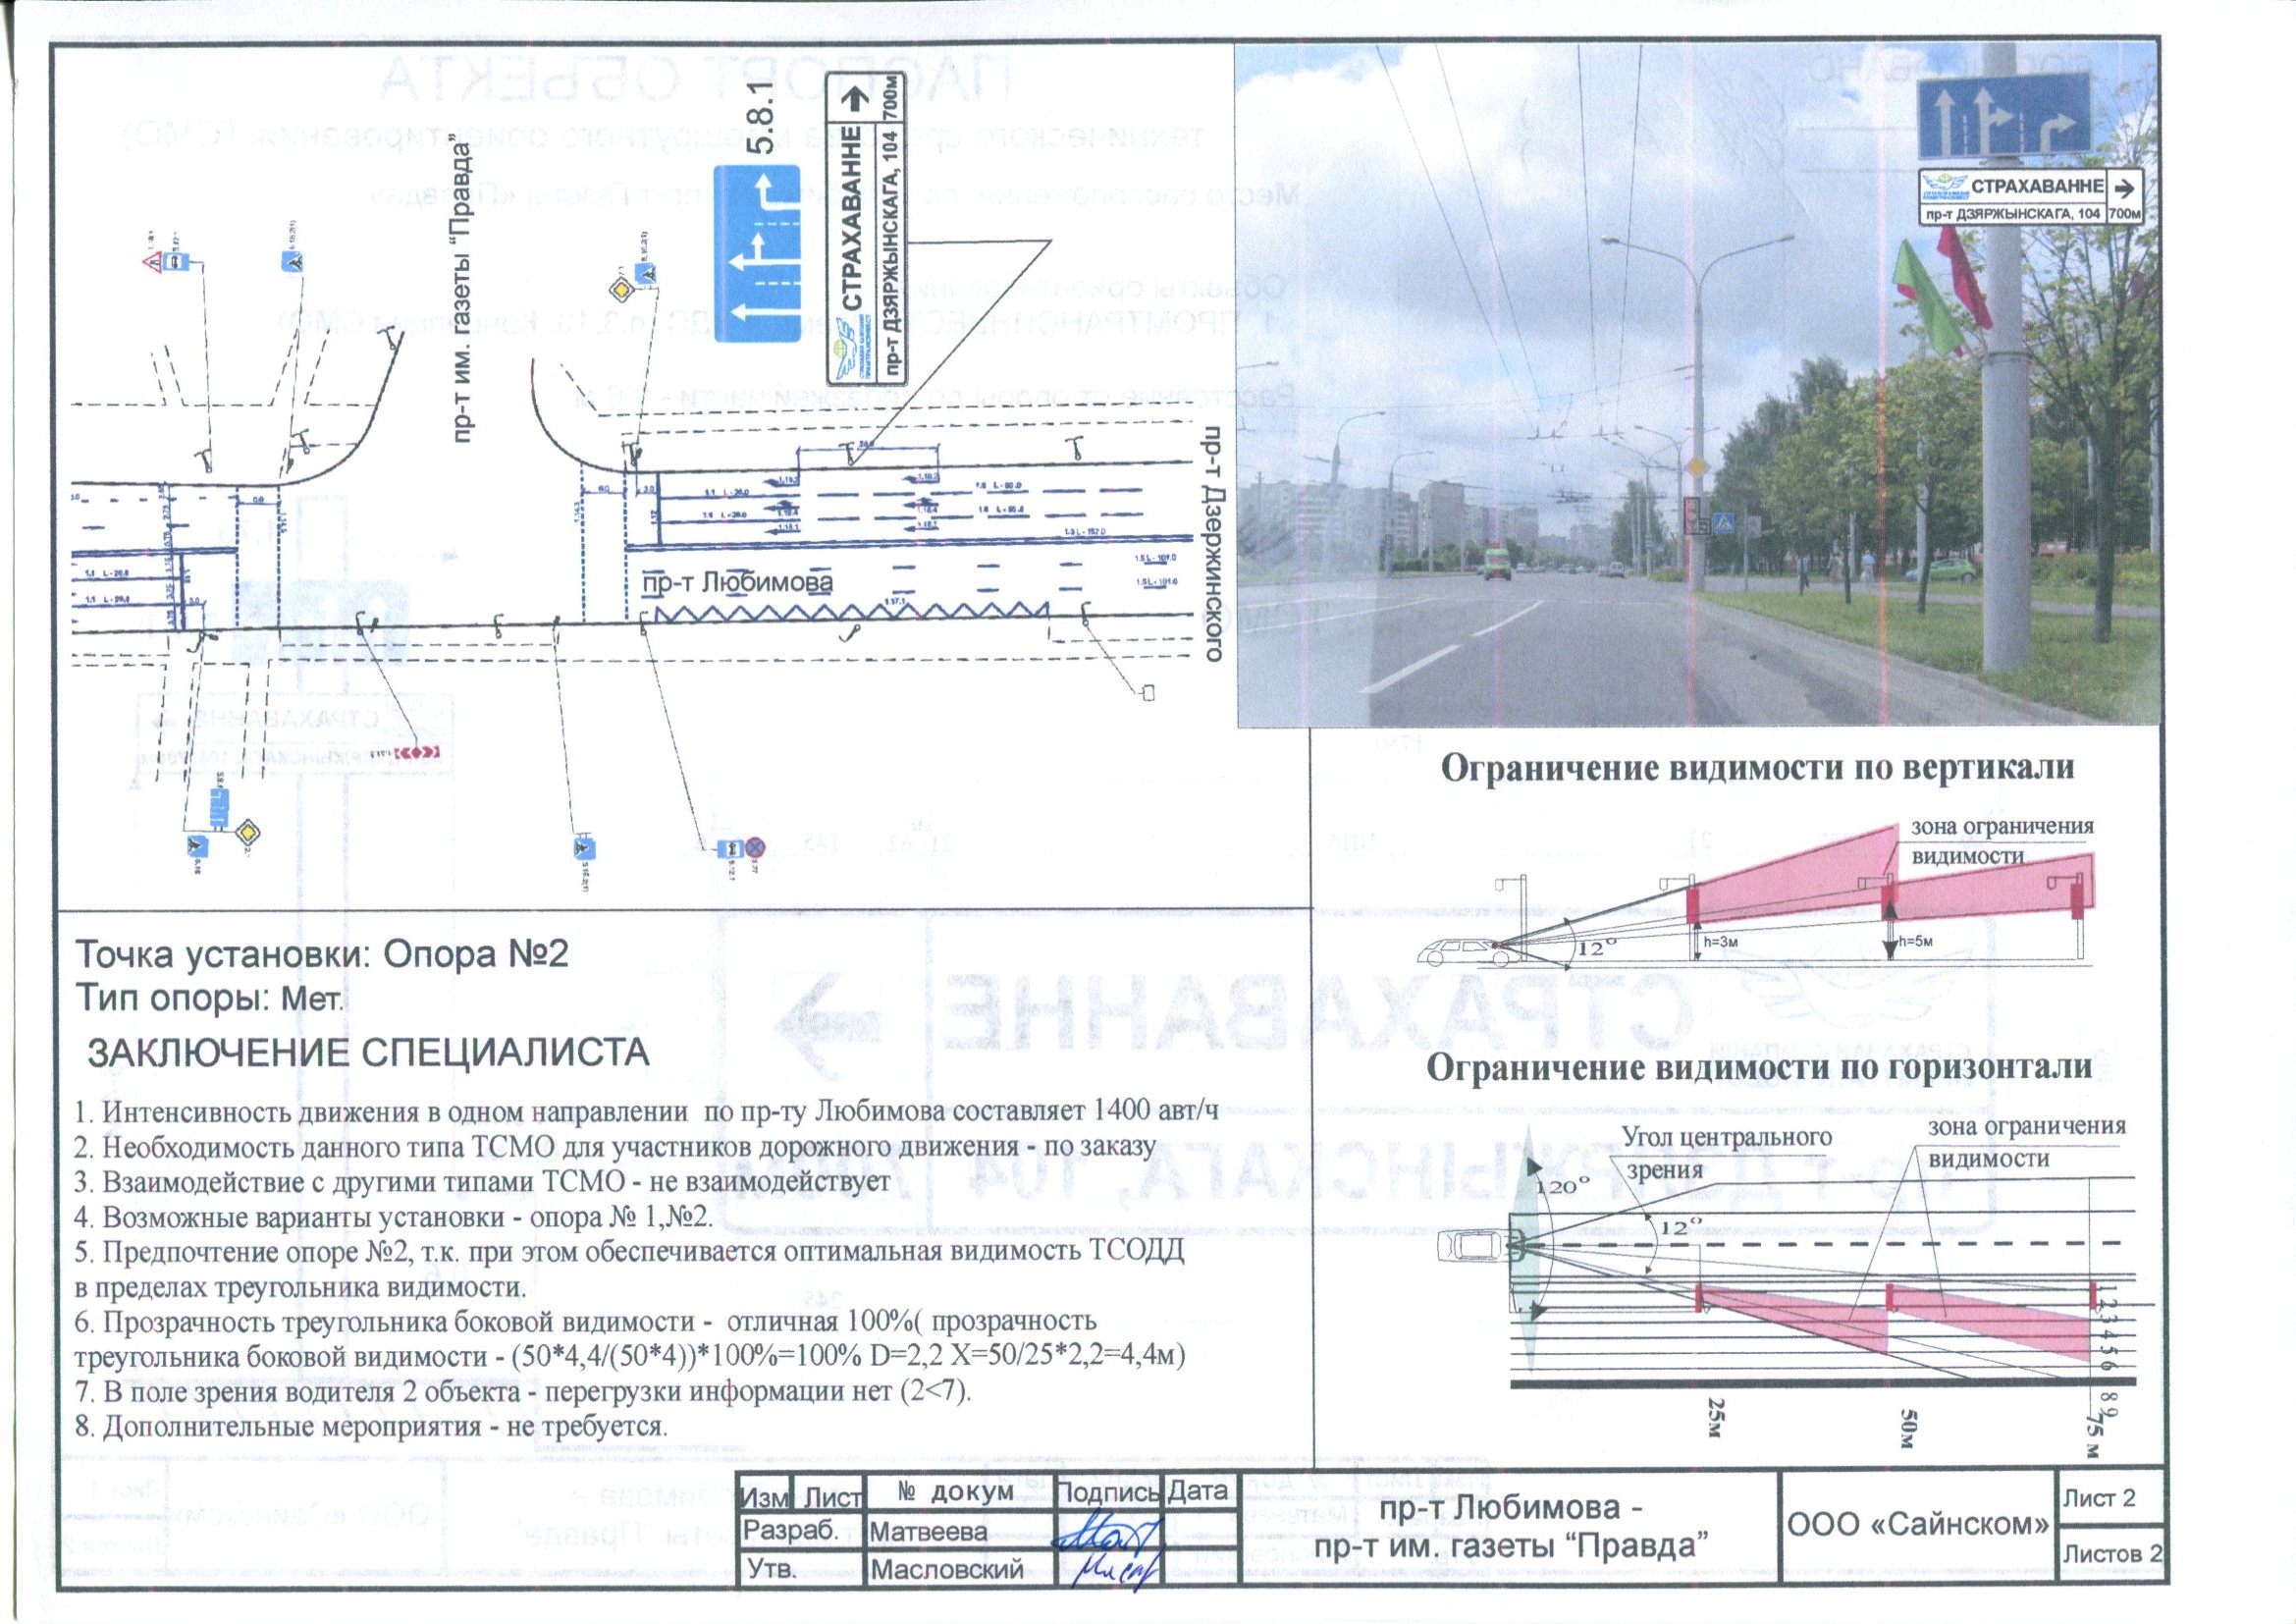 пр-т им. газеты “Правда”
5.8.1
СТРАХАВАННЕ
пр-т ДЗЯРЖЫНСКАГА, 104
700м
пр-т Любимова
пр-т Дзержинского
СТРАХАВАННЕ
пр-т ДЗЯРЖЫНСКАГА, 104 700м
Точка установки: Опора №2
Тип опоры: Мет.
ЗАКЛЮЧЕНИЕ СПЕЦИАЛИСТА
1. Интенсивность движения в одном направлении по пр-ту Любимова составляет 1400 авт/ч
2. Необходимость данного типа ТСМО для участников дорожного движения - по заказу
3. Взаимодействие с другими типами ТСМО - не взаимодействует
4. Возможные варианты установки - опора № 1,№2.
5. Предпочтение опоре №2, т.к. при этом обеспечивается оптимальная видимость ТСОДД
в пределах треугольника видимости.
6. Прозрачность треугольника боковой видимости - отличная 100%( прозрачность
треугольника боковой видимости - (50*4,4/(50*4))*100%=100% D=2,2 X=50/25*2,2=4,4м)
7. В поле зрения водителя 2 объекта - перегрузки информации нет (2<7).
8. Дополнительные мероприятия - не требуется.
Ограничение видимости по вертикали
зона ограничения
видимости
12°
h=3м
h=5м
Ограничение видимости по горизонтали
Угол центрального
зрения
зона ограничения
видимости
120°
12°
1 2 3 4 5 6 8 9
25м
50м
75 м
Изм Лист № докум Подпись Дата
Разраб. Матвеева
Утв. Масловский
пр-т Любимова -
пр-т им. газеты “Правда”
ООО «Сайнском»
Лист 2
Листов 2